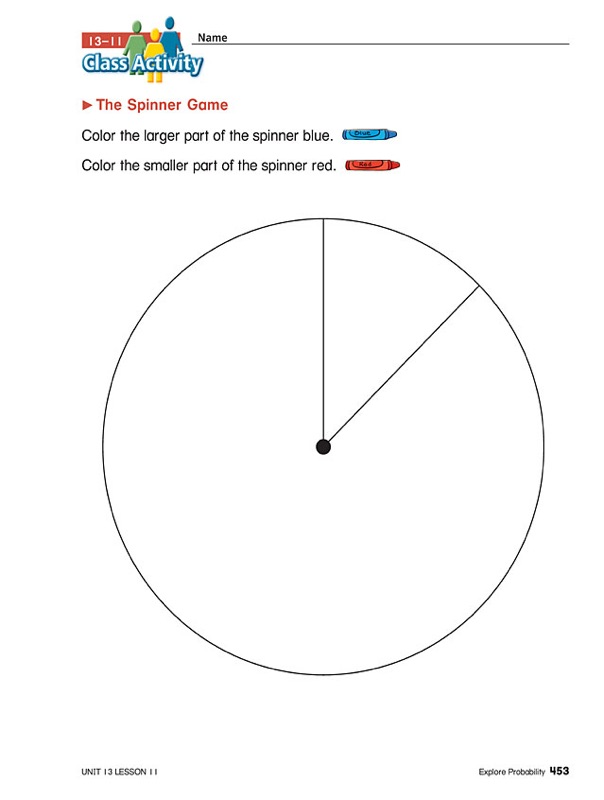 13–11
Name
Class Activity
▶ The Spinner Game
Color the larger part of the spinner blue.
Blue
Color the smaller part of the spinner red.
Red
UNIT 13 LESSON 11
Explore Probability 453